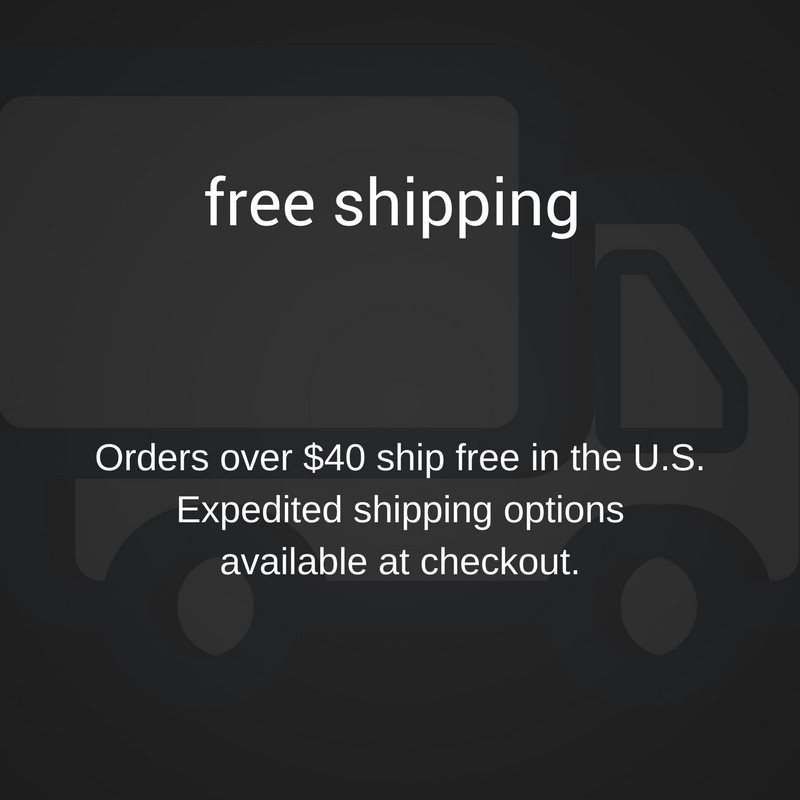 free shipping
Orders over $40 ship free in the U.S.
Expedited shipping options
available at checkout.